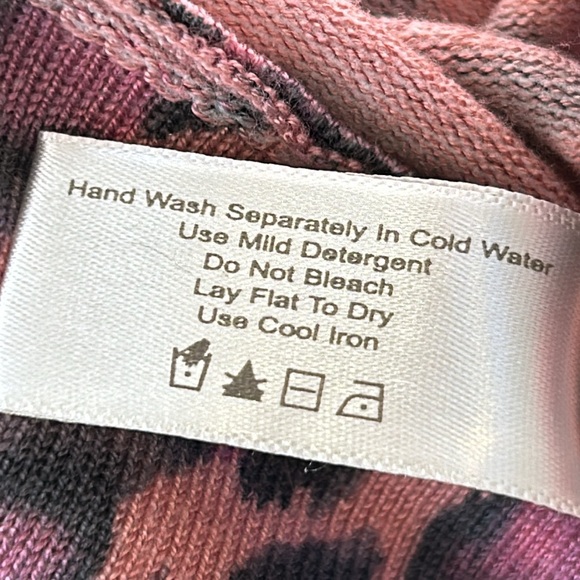 Hand Wash Separately In Cold Water
Use Mild Detergent
Do Not Bleach
Lay Flat To Dry
Use Cool Iron